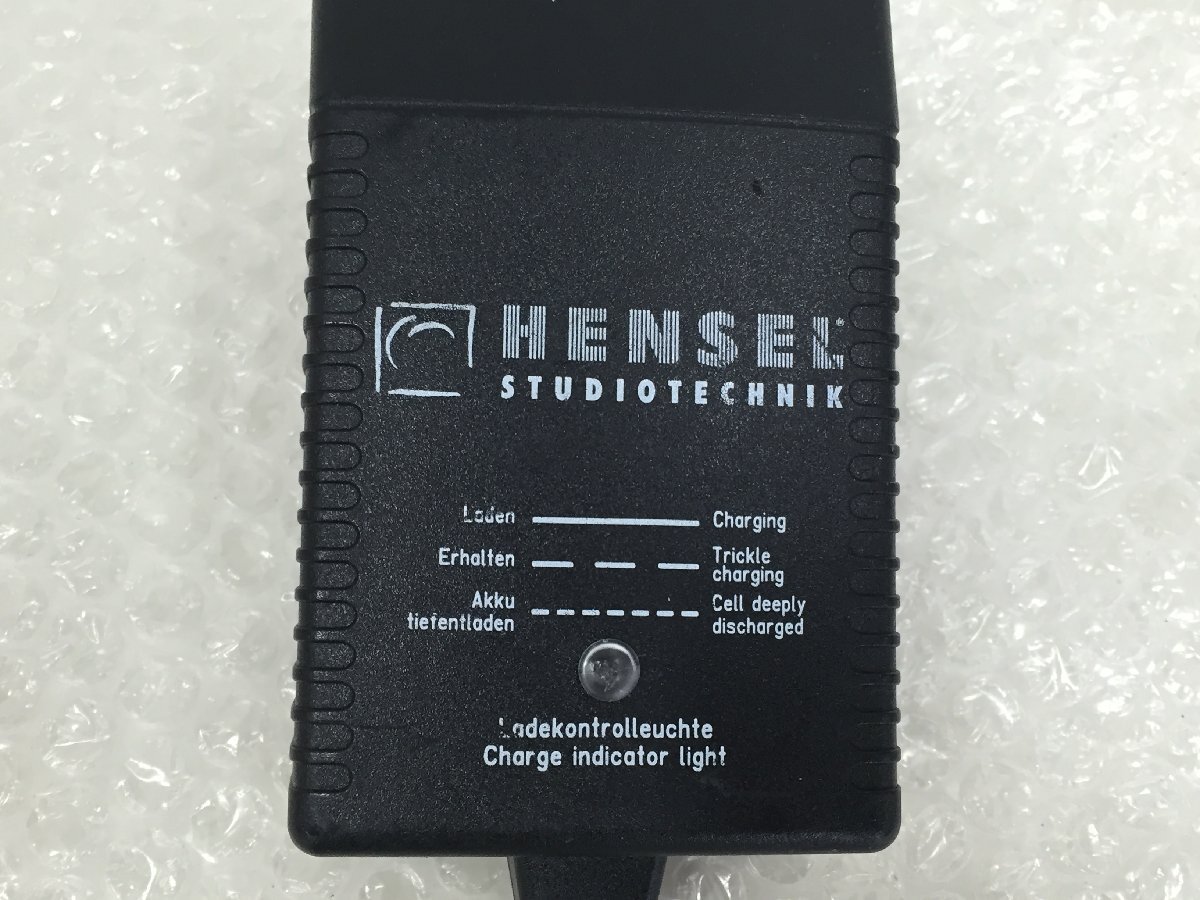 HENSEL®
STUDIOTECHNIK
Laden Charging
Erhalten Trickle
charging
Akku Cell deeply
tiefentladen discharged
Ladekontrolleuchte
Charge indicator light